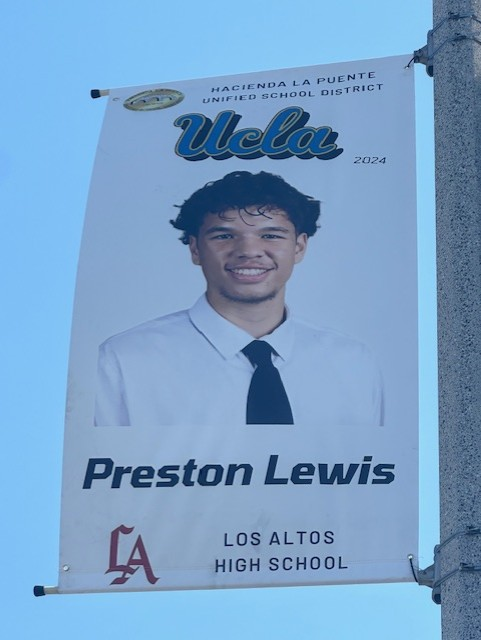 HACIENDA LA PUENTE
UNIFIED SCHOOL DISTRICT
Ucla
2024
Preston Lewis
LA
LOS ALTOS
HIGH SCHOOL